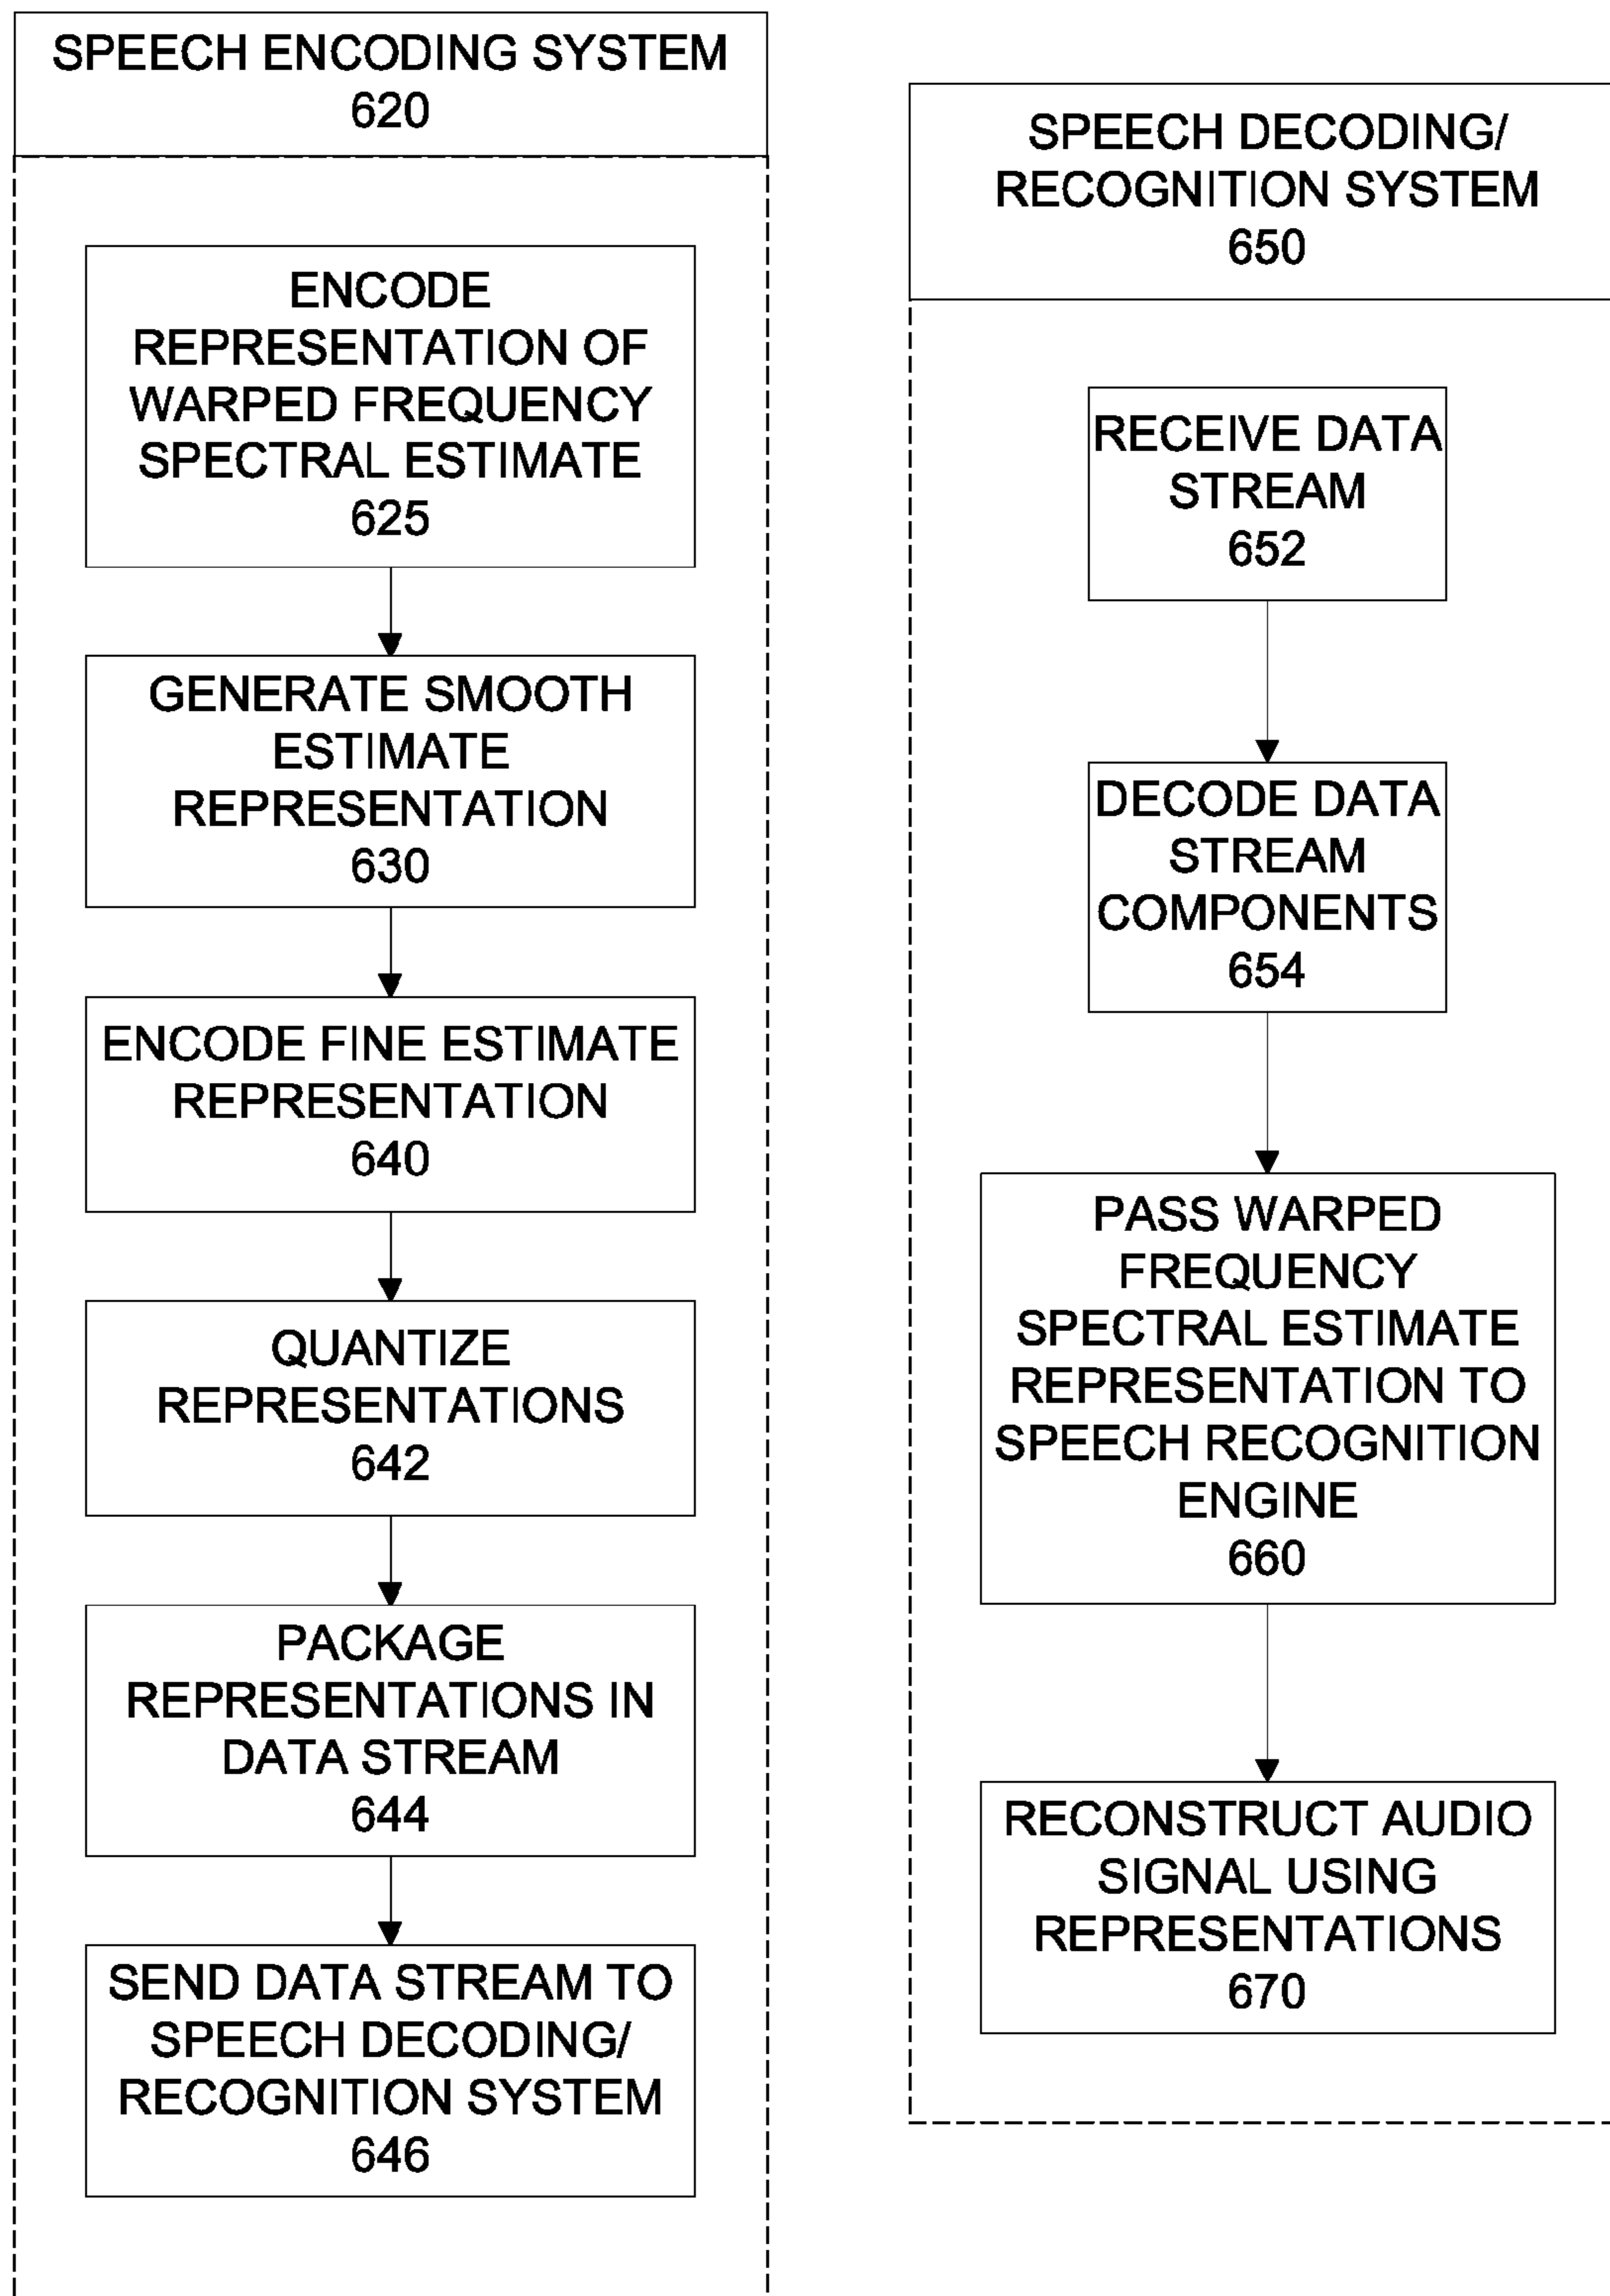 SPEECH ENCODING SYSTEM
620
ENCODE
REPRESENTATION OF
WARPED FREQUENCY
SPECTRAL ESTIMATE
625
GENERATE SMOOTH
ESTIMATE
REPRESENTATION
630
ENCODE FINE ESTIMATE
REPRESENTATION
640
QUANTIZE
REPRESENTATIONS
642
PACKAGE
REPRESENTATIONS IN
DATA STREAM
644
SEND DATA STREAM TO
SPEECH DECODING/
RECOGNITION SYSTEM
646
SPEECH DECODING/
RECOGNITION SYSTEM
650
RECEIVE DATA
STREAM
652
DECODE DATA
STREAM
COMPONENTS
654
PASS WARPED
FREQUENCY
SPECTRAL ESTIMATE
REPRESENTATION TO
SPEECH RECOGNITION
ENGINE
660
RECONSTRUCT AUDIO
SIGNAL USING
REPRESENTATIONS
670